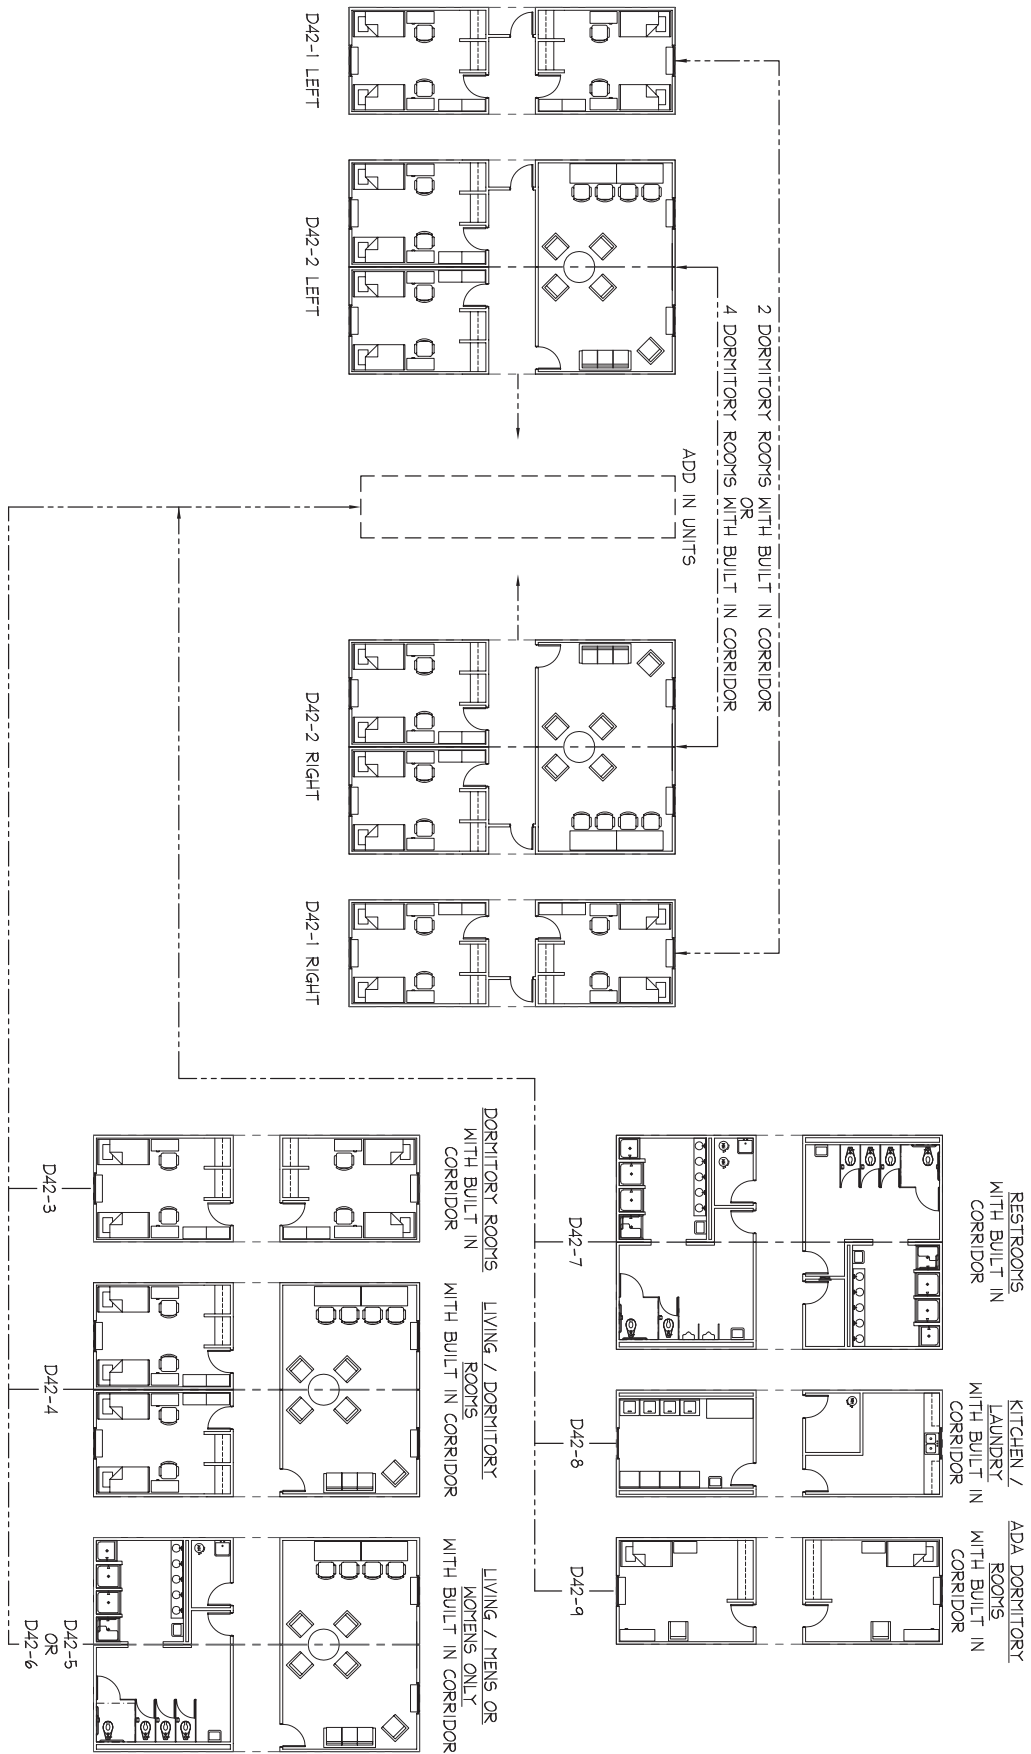 RESTROOMS
WITH BUILT IN
CORRIDOR
KITCHEN /
LAUNDRY
WITH BUILT IN
CORRIDOR
ADA DORMITORY
ROOMS
WITH BUILT IN
CORRIDOR
2 DORMITORY ROOMS WITH BUILT IN CORRIDOR
OR
4 DORMITORY ROOMS WITH BUILT IN CORRIDOR
ADD IN UNITS
D42-7
D42-8
D42-9
DORMITORY ROOMS
WITH BUILT IN
CORRIDOR
LIVING / DORMITORY
ROOMS
WITH BUILT IN CORRIDOR
LIVING / MENS OR
WOMENS ONLY
WITH BUILT IN CORRIDOR
D42-1 LEFT
D42-2 LEFT
D42-2 RIGHT
D42-1 RIGHT
D42-3
D42-4
D42-5
OR
D42-6